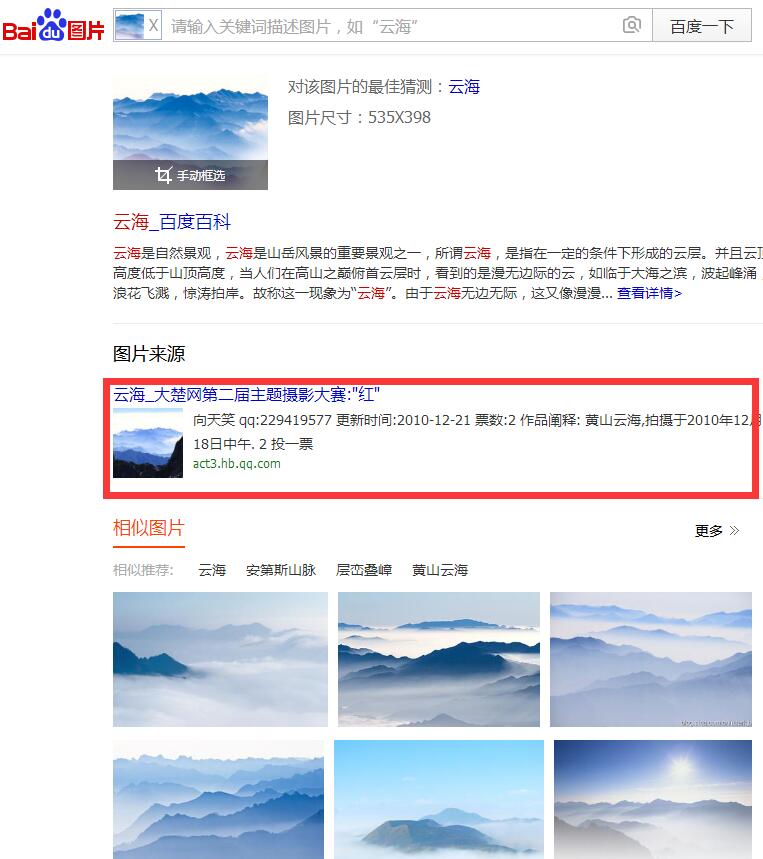 Bai du 图片
X 请输入关键词描述图片，如“云海” 百度一下
对该图片的最佳猜测：云海
图片尺寸：535X398
手动框选
云海_百度百科
云海是自然景观，云海是山岳风景的重要景观之一，所谓云海，是指在一定的条件下形成的云层。并且云顶
高度低于山顶高度，当人们在高山之巅俯首云层时，看到的是漫无边际的云，如临于大海之滨，波起峰涌，
浪花飞溅，惊涛拍岸。故称这一现象为“云海”。由于云海无边无际，这又像漫漫... 查看详情>
图片来源
云海_大楚网第二届主题摄影大赛:"红"
向天笑 qq:229419577 更新时间:2010-12-21 票数:2 作品阐释: 黄山云海,拍摄于2010年12月
18日中午. 2 投一票
act3.hb.qq.com
相似图片
更多 »
相似推荐: 云海 安第斯山脉 层峦叠嶂 黄山云海